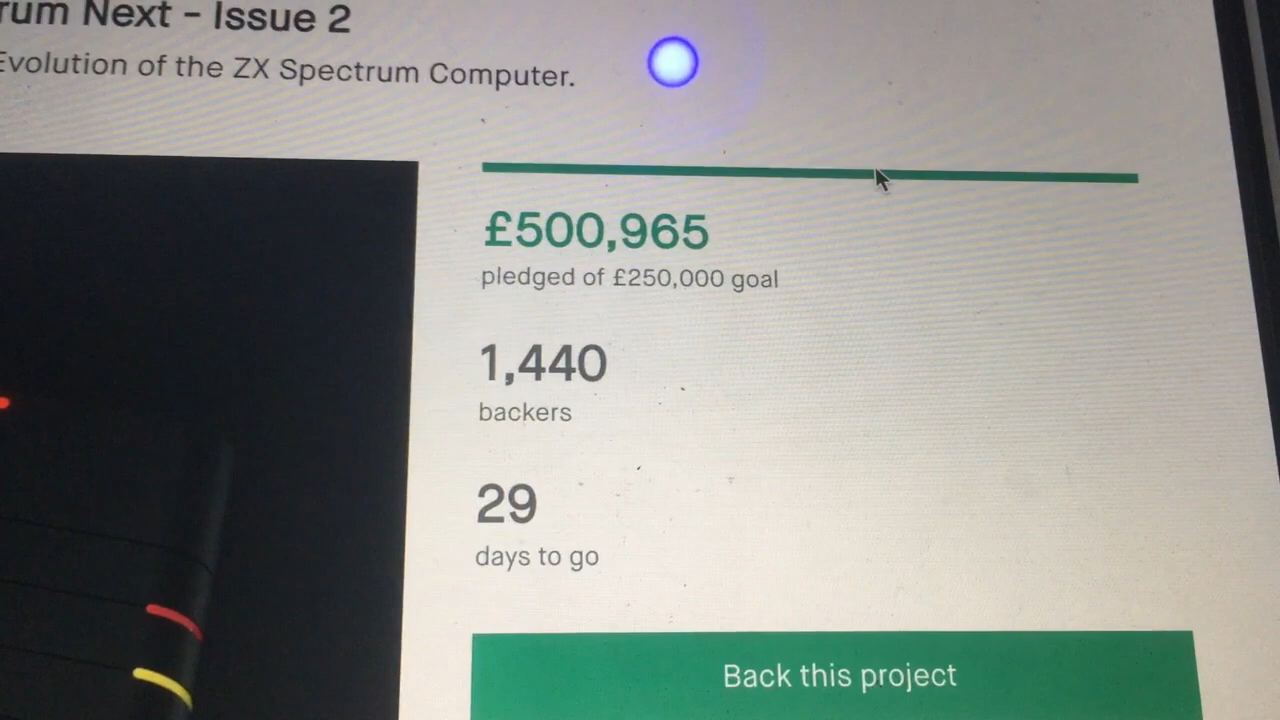 rum Next - Issue 2
Evolution of the ZX Spectrum Computer.
£500,965
pledged of £250,000 goal
1,440
backers
29
days to go
Back this project